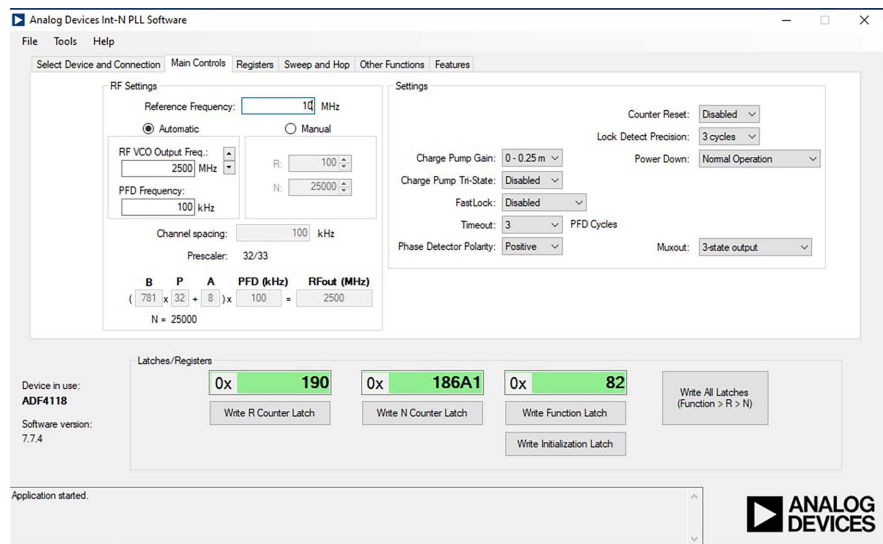 Analog Devices Int-N PLL Software
File Tools Help
Select Device and Connection Main Controls Registers Sweep and Hop Other Functions Features
RF Settings
Reference Frequency: 10 MHz
Automatic Manual
RF VCO Output Freq.:
2500 MHz
PFD Frequency:
100 kHz
R: 100
N: 25000
Channel spacing: 100 kHz
Prescaler: 32/33
B P A PFD (kHz) RFout (MHz)
( 781 x 32 + 8 ) x 100 = 2500
N = 25000
Settings
Counter Reset: Disabled
Lock Detect Precision: 3 cycles
Charge Pump Gain: 0 - 0.25 m
Power Down: Normal Operation
Charge Pump Tri-State: Disabled
FastLock: Disabled
Timeout: 3 PFD Cycles
Phase Detector Polarity: Positive
Muxout: 3-state output
Latches/Registers
Device in use:
ADF4118
Software version:
7.7.4
0x 190
0x 186A1
0x 82
Write R Counter Latch
Write N Counter Latch
Write Function Latch
Write Initialization Latch
Write All Latches
(Function > R > N)
Application started.
ANALOG
DEVICES